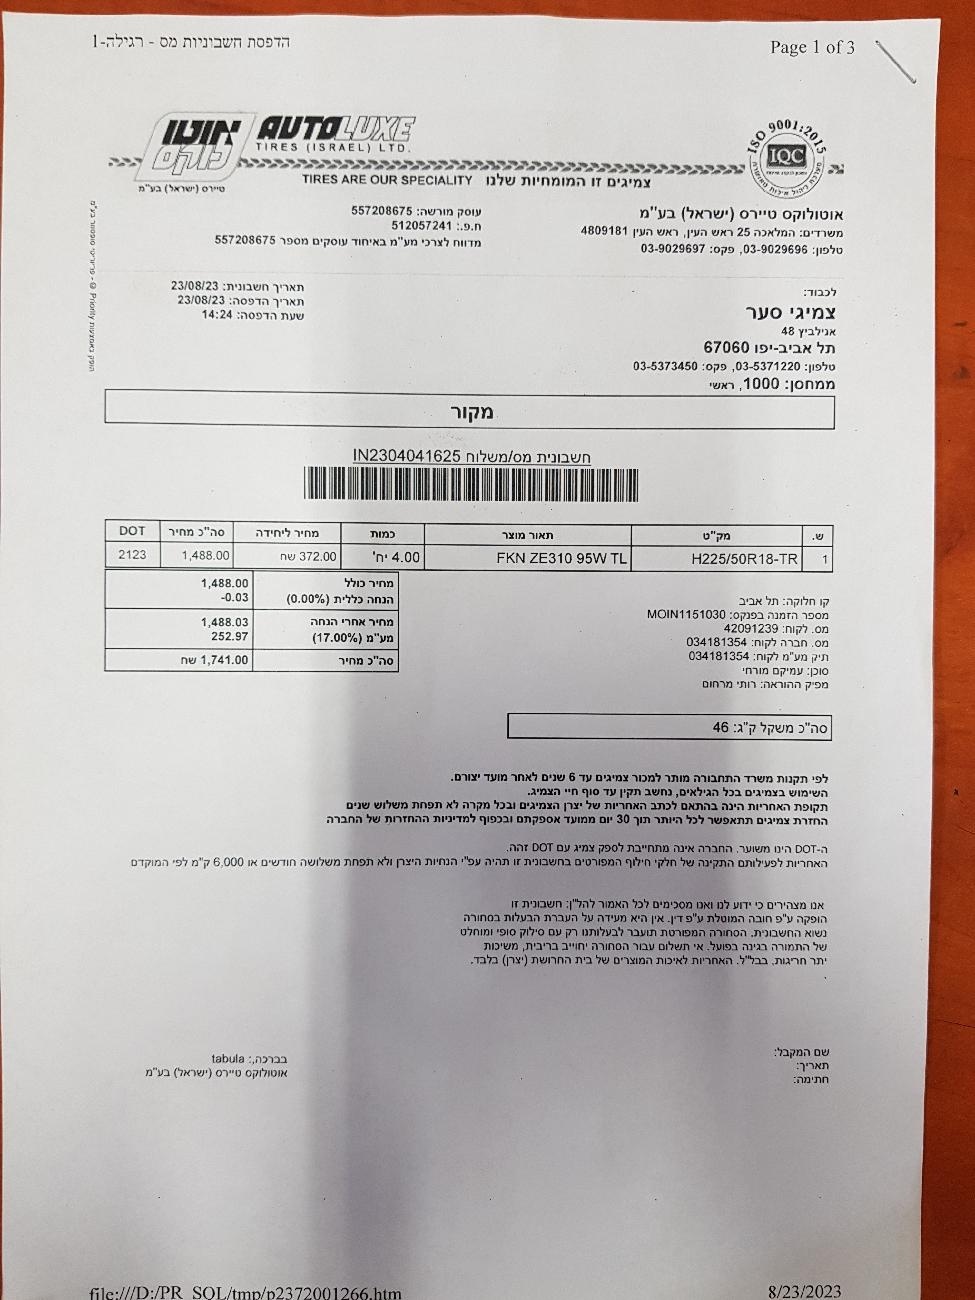 הדפסת חשבוניות מס - רגילה-1
Page 1 of 3
אוטו לוקס
טיירס (ישראל) בע"מ
AUTOLUXE
TIRES (ISRAEL) LTD.
צמיגים זו המומחיות שלנו TIRES ARE OUR SPECIALITY
ISO 9001:2015
IQC
אוטולוקס טיירס (ישראל) בע"מ
משרדים: המלאכה 25 ראש העין, ראש העין 4809181
טלפון: 03-9029696, פקס: 03-9029697
עוסק מורשה: 557208675
ח.פ.: 512057241
מדווח לצרכי מע"מ באיחוד עוסקים מספר 557208675
תאריך חשבונית: 23/08/23
תאריך הדפסה: 23/08/23
שעת הדפסה: 14:24
לכבוד:
צמיגי סער
אנילביץ 48
תל אביב-יפו 67060
טלפון: 03-5371220, פקס: 03-5373450
ממחסן: 1000, ראשי
מקור
חשבונית מס/משלוח IN2304041625
ש. מק"ט תאור מוצר כמות מחיר ליחידה סה"כ מחיר DOT
1 H225/50R18-TR FKN ZE310 95W TL 4.00 יח' 372.00 שח 1,488.00 2123
מחיר כולל 1,488.00
הנחה כללית (0.00%) -0.03
מחיר אחרי הנחה 1,488.03
מע"מ (17.00%) 252.97
סה"כ מחיר 1,741.00 שח
קו חלוקה: תל אביב
מספר הזמנה בפנקס: MOIN1151030
מס. לקוח: 42091239
מס. חברה לקוח: 034181354
תיק מע"מ לקוח: 034181354
סוכן: עמיקם מורחי
מפיק ההוראה: רותי מרחום
סה"כ משקל ק"ג: 46
לפי תקנות משרד התחבורה מותר למכור צמיגים עד 6 שנים לאחר מועד יצורם.
השימוש בצמיגים בכל הגילאים, נחשב תקין עד סוף חיי הצמיג.
תקופת האחריות הינה בהתאם לכתב האחריות של יצרן הצמיגים ובכל מקרה לא תפחת משלוש שנים
החזרת צמיגים תתאפשר לכל היותר תוך 30 יום ממועד אספקתם ובכפוף למדיניות ההחזרות של החברה
ה-DOT הינו משוער. החברה אינה מתחייבת לספק צמיג עם DOT זהה.
האחריות לפעילותם התקינה של חלקי חילוף המפורטים בחשבונית זו תהיה עפ"י הנחיות היצרן ולא תפחת משלושה חודשים או 6,000 ק"מ לפי המוקדם
אנו מצהירים כי ידוע לנו ואנו מסכימים לכל האמור להל"ן: חשבונית זו
הופקה ע"פ חובה המוטלת ע"פ דין. אין היא מעידה על העברת הבעלות במחורה
נשוא החשבונית. הסחורה המפורטת תועבר לבעלותנו רק עם סילוק סופי ומוחלט
של התמורה בגינה בפועל. אי תשלום עבור הסחורה יחוייב בריבית, משיכות
יתר חריגות. בבל"ל. האחריות לאיכות המוצרים של בית החרושת (יצרן) בלבד.
.
שם המקבל:
תאריך:
חתימה:
בברכה,: tabula
אוטולוקס טיירס (ישראל) בע"מ
file:///D:/PR_SQL/tmp/p2372001266.htm
8/23/2023